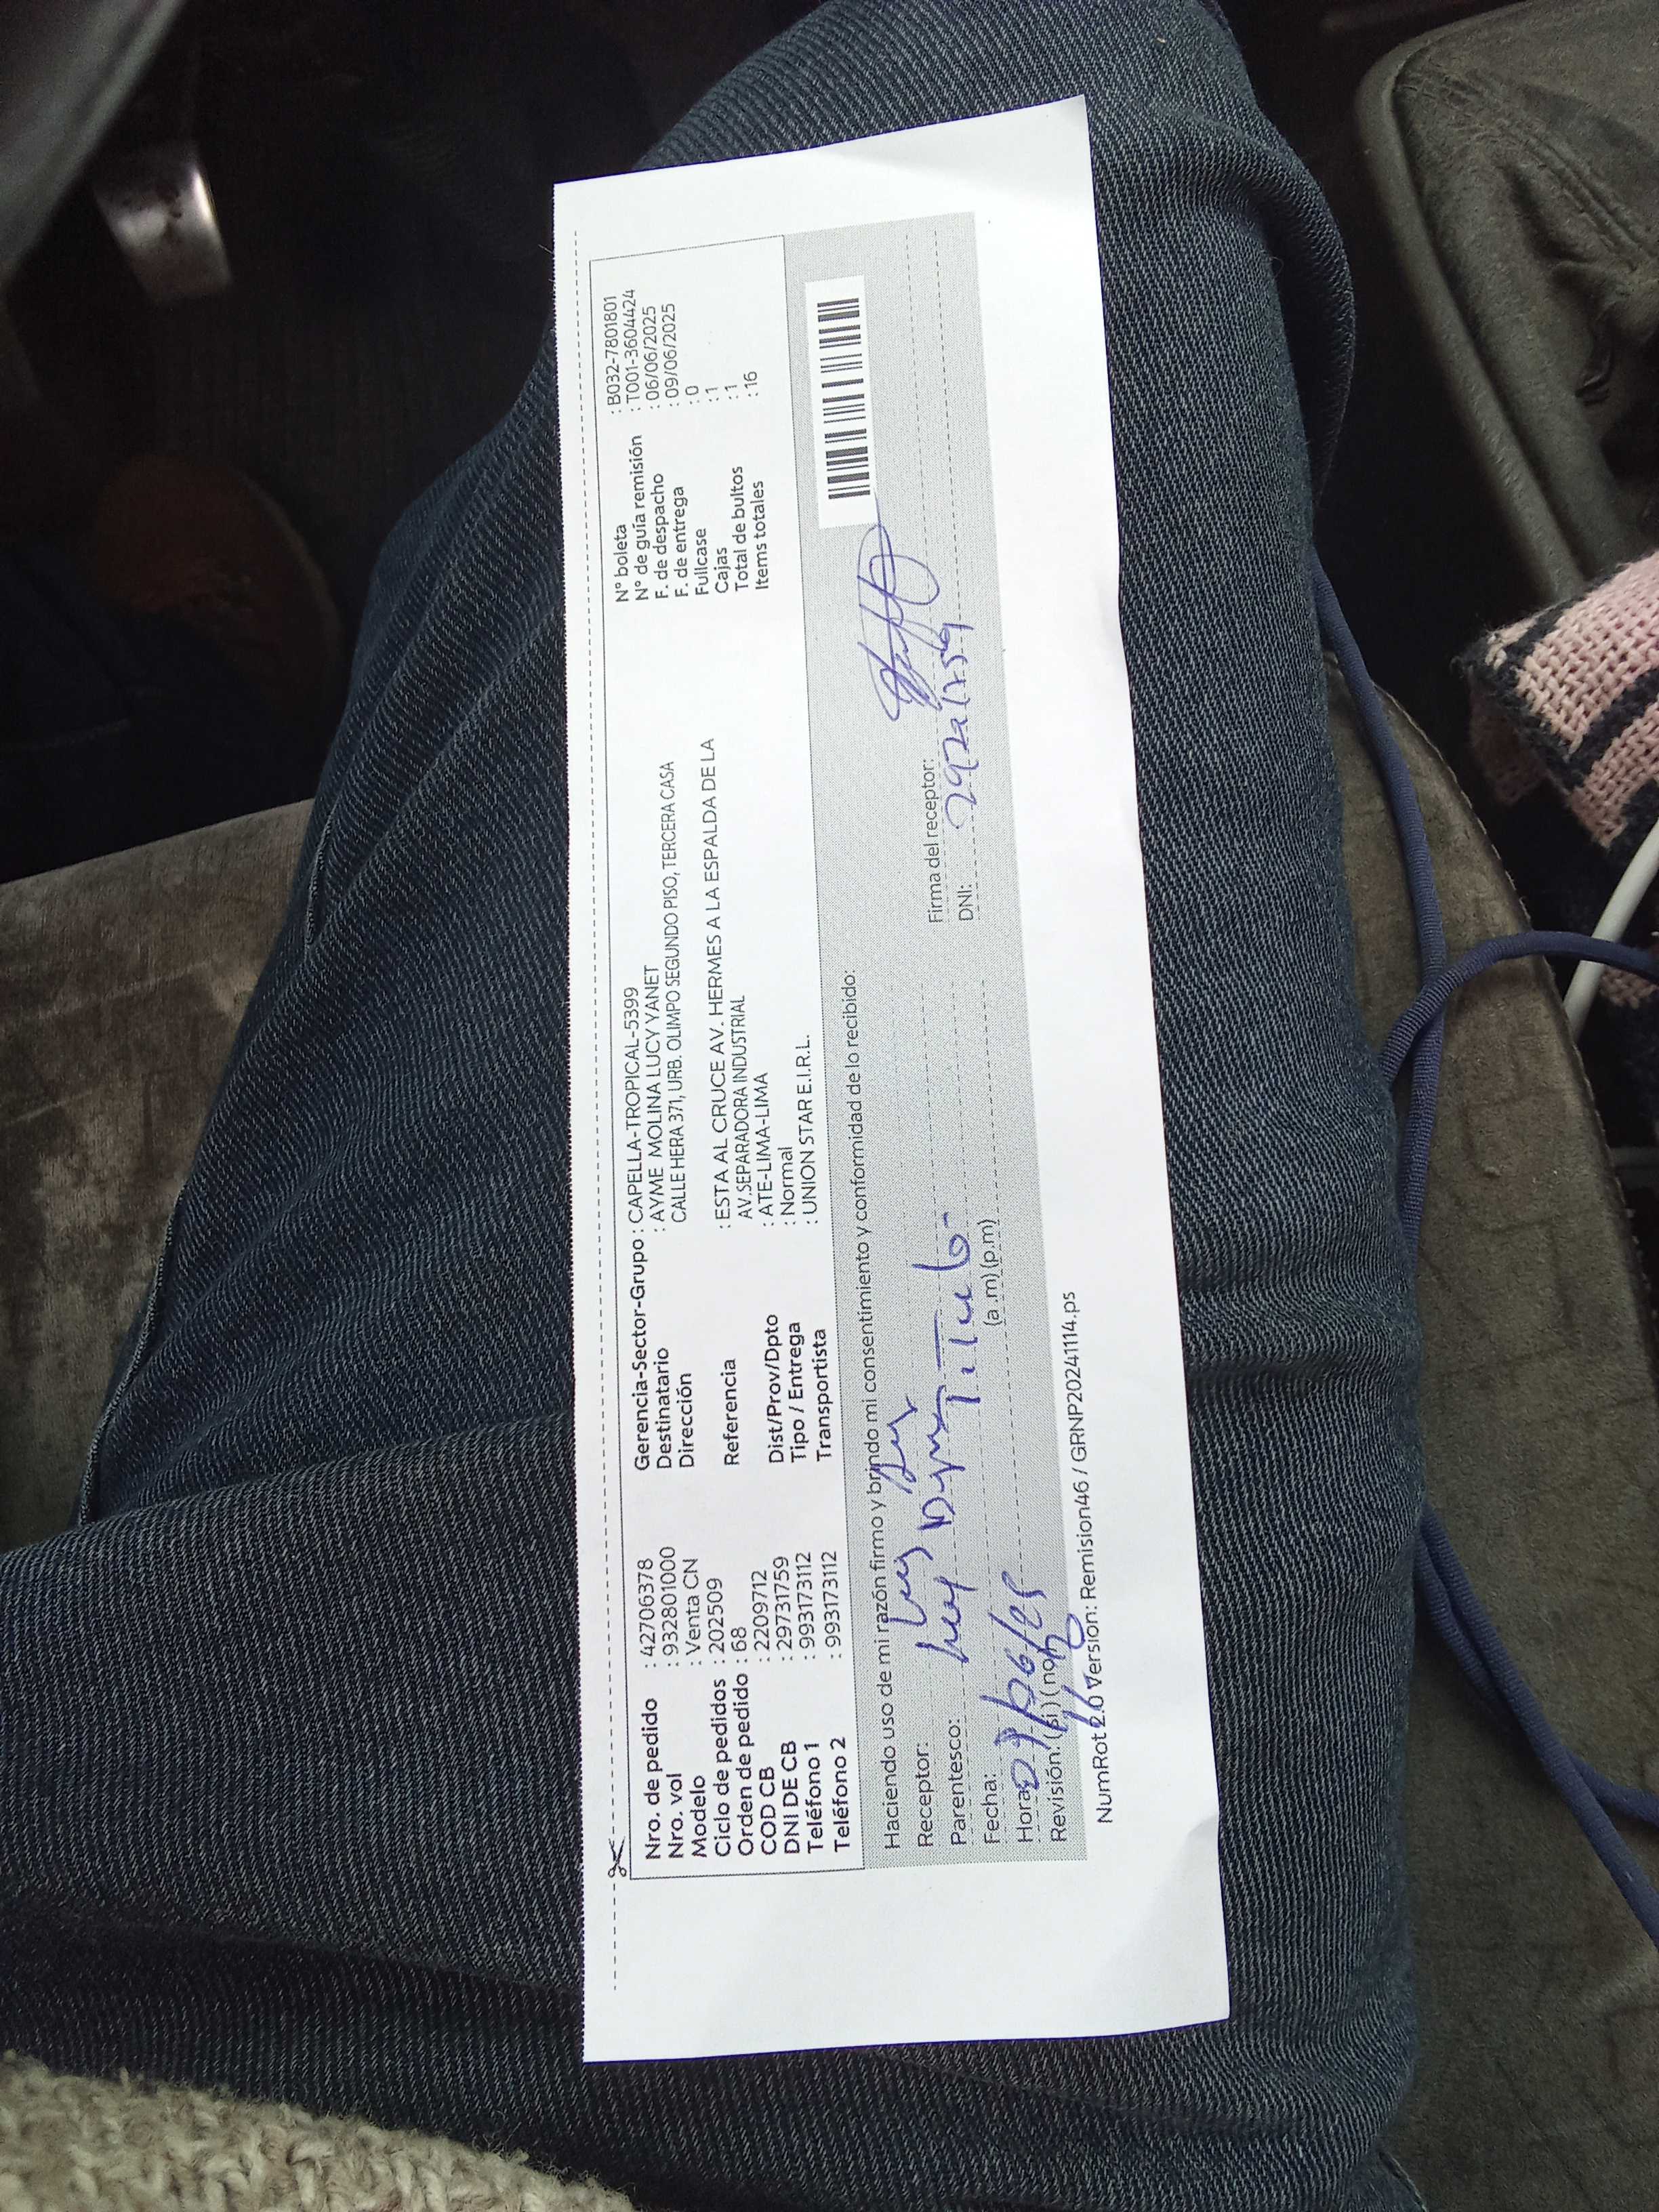 Nro. de pedido : 42706378
Nro. vol : 932801000
Modelo : Venta CN
Ciclo de pedidos : 202509
Orden de pedido : 68
COD CB : 2209712
DNI DE CB : 29731759
Teléfono 1 : 993173112
Teléfono 2 : 993173112
Gerencia-Sector-Grupo : CAPELLA-TROPICAL-5399
Destinatario : AYME MOLINA LUCY YANET
Dirección CALLE HERA 371, URB. OLIMPO SEGUNDO PISO, TERCERA CASA
Referencia : ESTA AL CRUCE AV. HERMES A LA ESPALDA DE LA
AV.SEPARADORA INDUSTRIAL
Dist/Prov/Dpto : ATE-LIMA-LIMA
Tipo / Entrega : Normal
Transportista : UNION STAR E.I.R.L.
N° boleta : B032-7801801
N° de guía remisión : T001-3604424
F. de despacho : 06/06/2025
F. de entrega : 09/06/2025
Fullcase : 0
Cajas : 1
Total de bultos : 1
Items totales : 16
Haciendo uso de mi razón firmo y brindo mi consentimiento y conformidad de lo recibido:
Receptor:
Parentesco: Titulo
Fecha:
Hora (a .m) (p.m)
Revisión: (si) (no)
Firma del receptor:
DNI:
NumRot 2.0 Version: Remision46 / GRNP20241114.ps